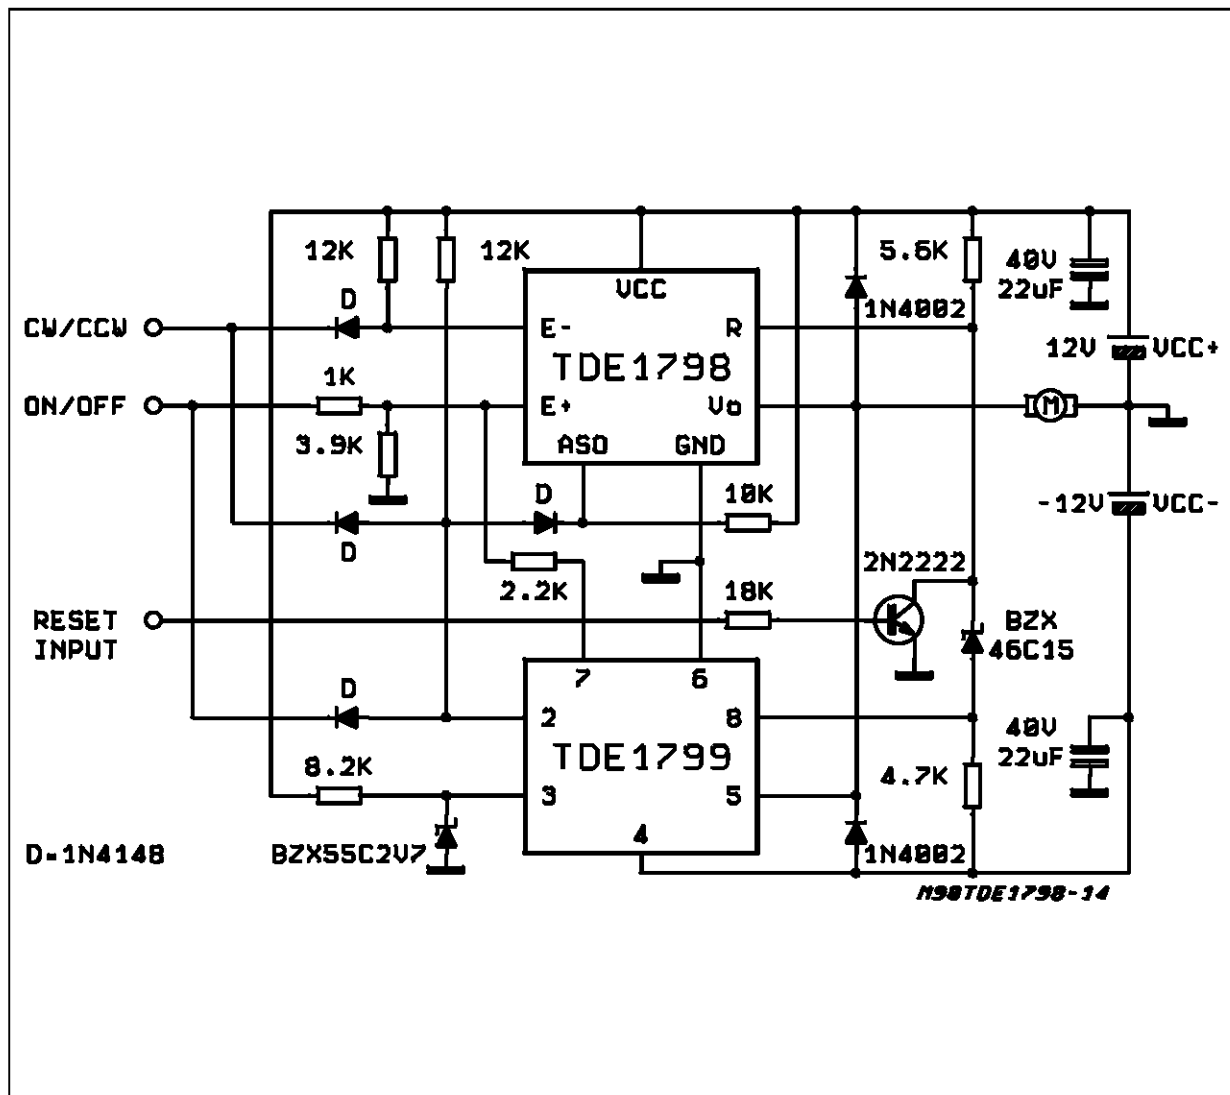 12K
12K
5.6K
40V
22uF
VCC
D
1N4002
CW/CCW
E-
R
12V
VCC+
TDE1798
1K
ON/OFF
E+
Vo
M
3.9K
ASO
GND
D
10K
-12V
VCC-
D
2N2222
2.2K
18K
RESET
INPUT
BZX
46C15
7
6
D
2
8
40V
22uF
TDE1799
8.2K
4.7K
3
5
4
D=1N4148
BZX55C2V7
1N4002
M98TDE1798-14